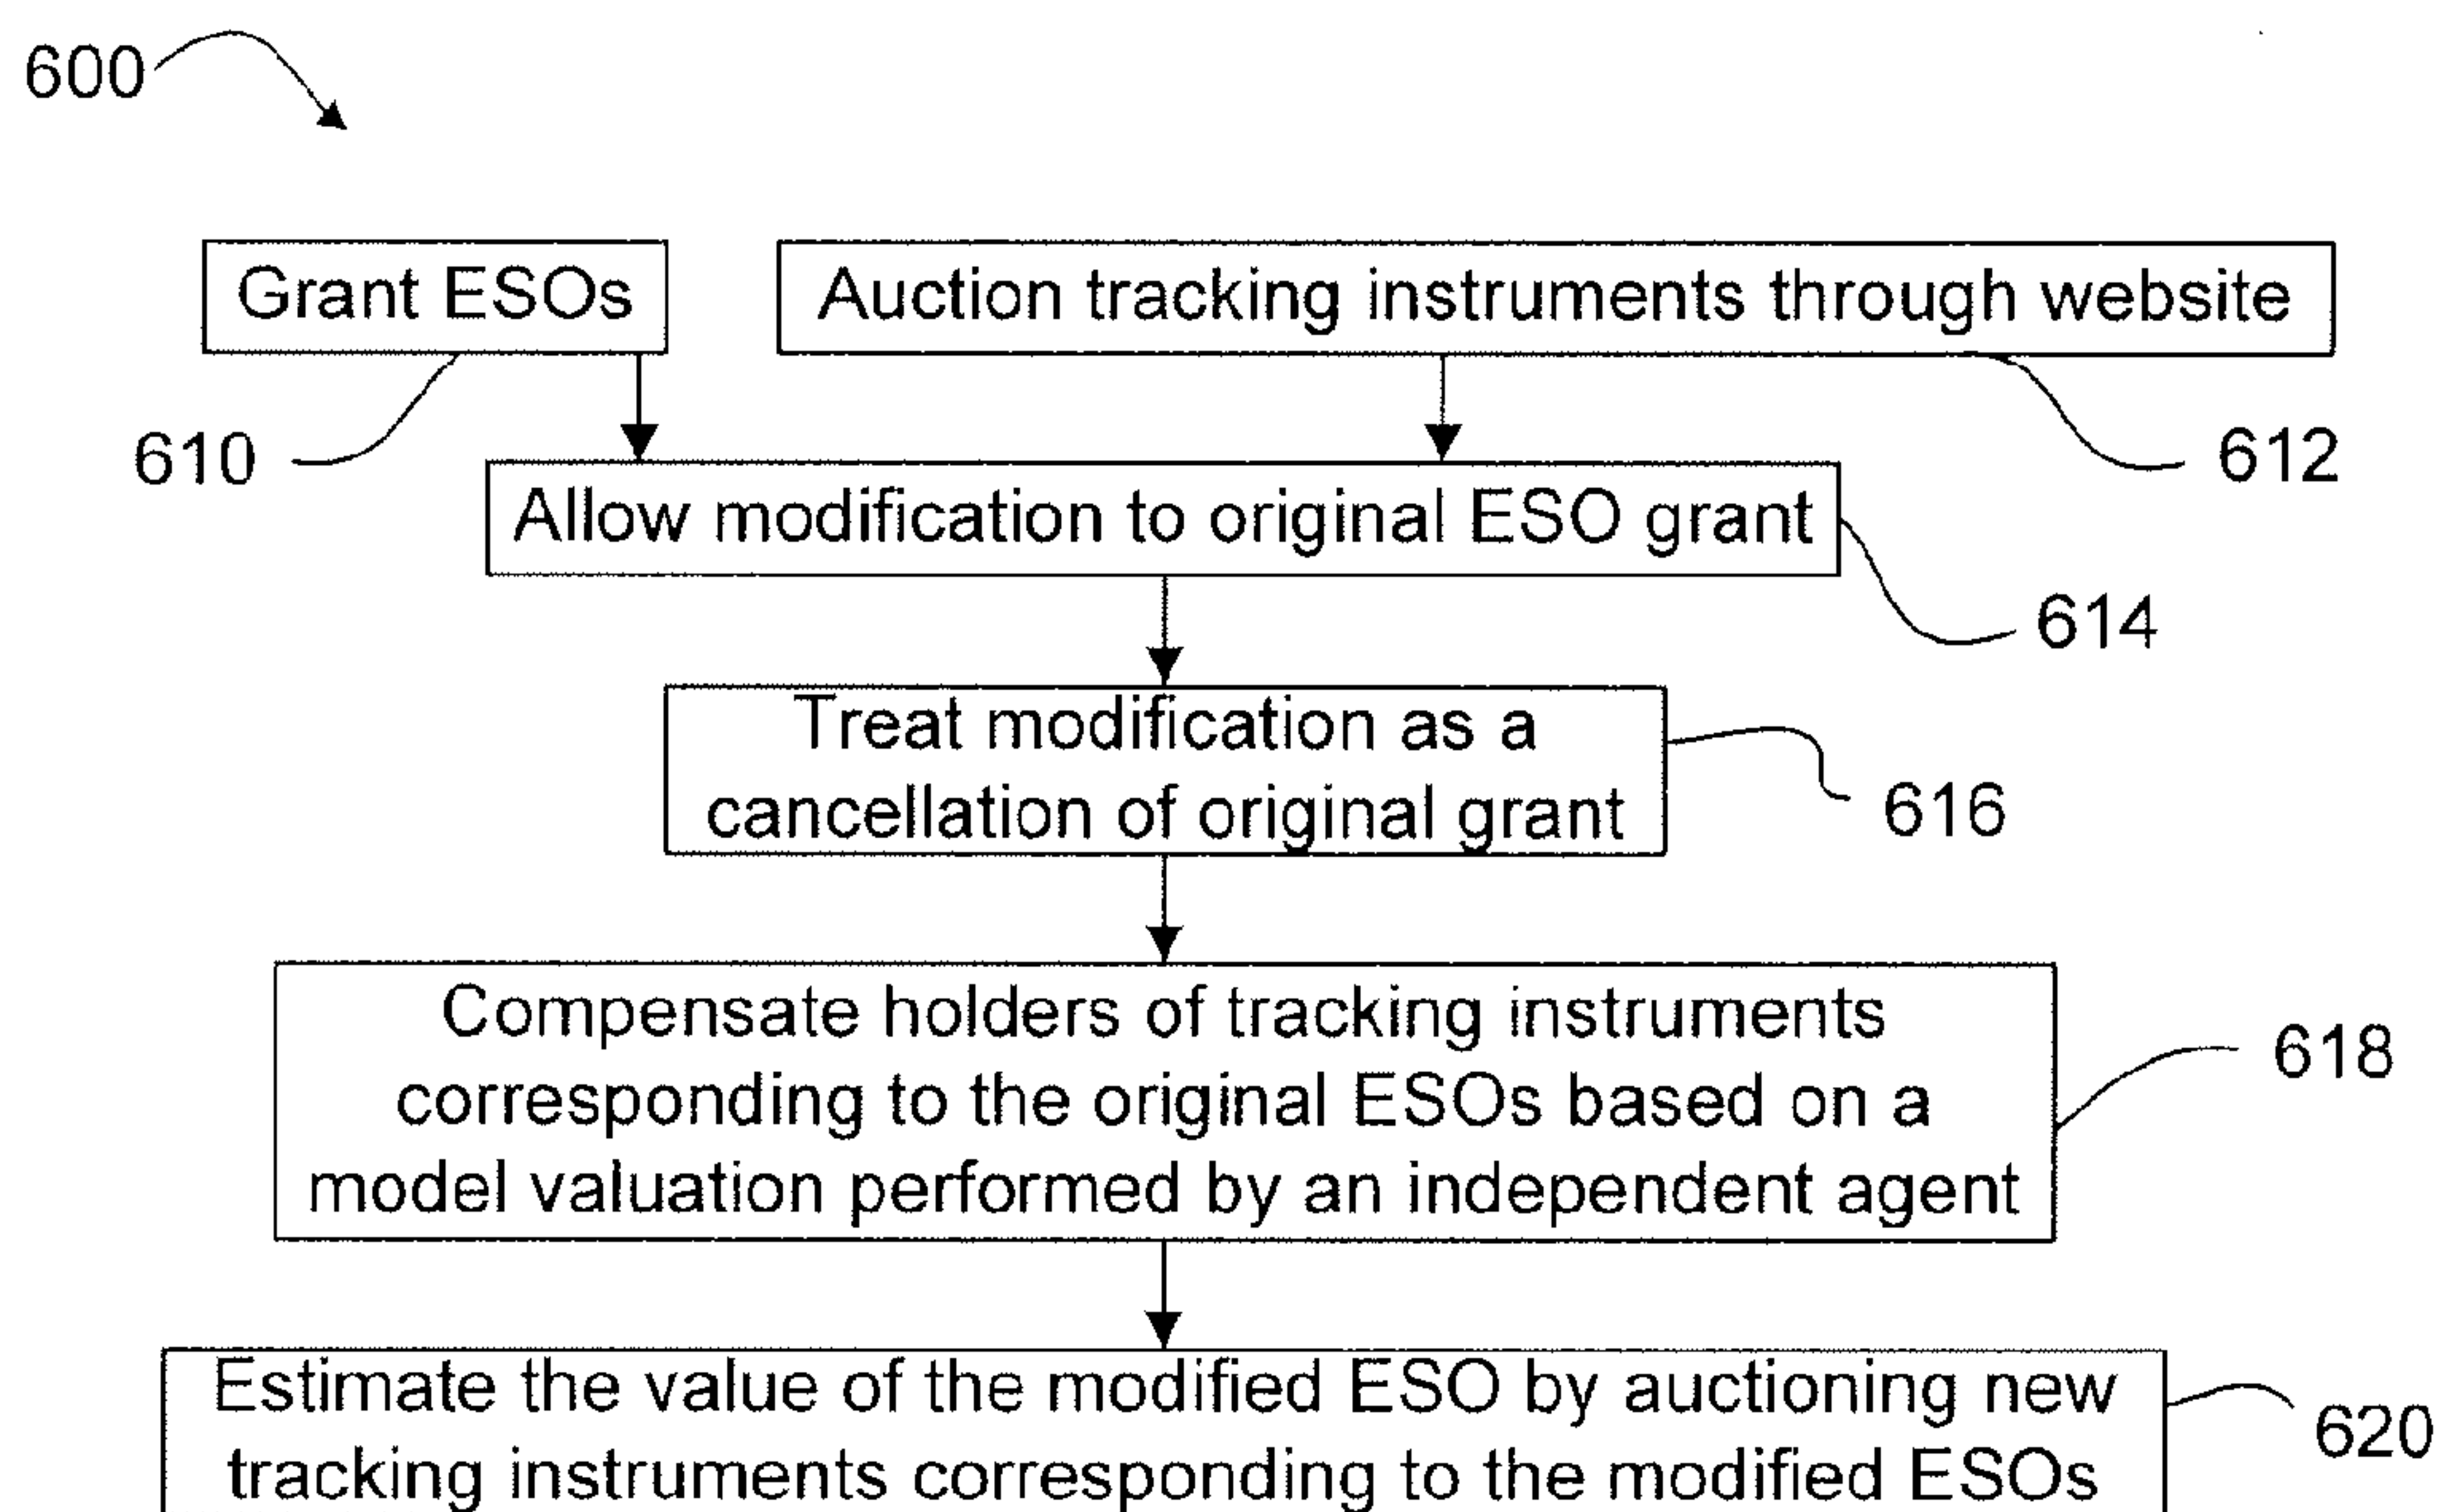 600
Grant ESOs
Auction tracking instruments through website
610
612
Allow modification to original ESO grant
614
Treat modification as a
cancellation of original grant
616
Compensate holders of tracking instruments
corresponding to the original ESOs based on a
model valuation performed by an independent agent
618
Estimate the value of the modified ESO by auctioning new
tracking instruments corresponding to the modified ESOs
620